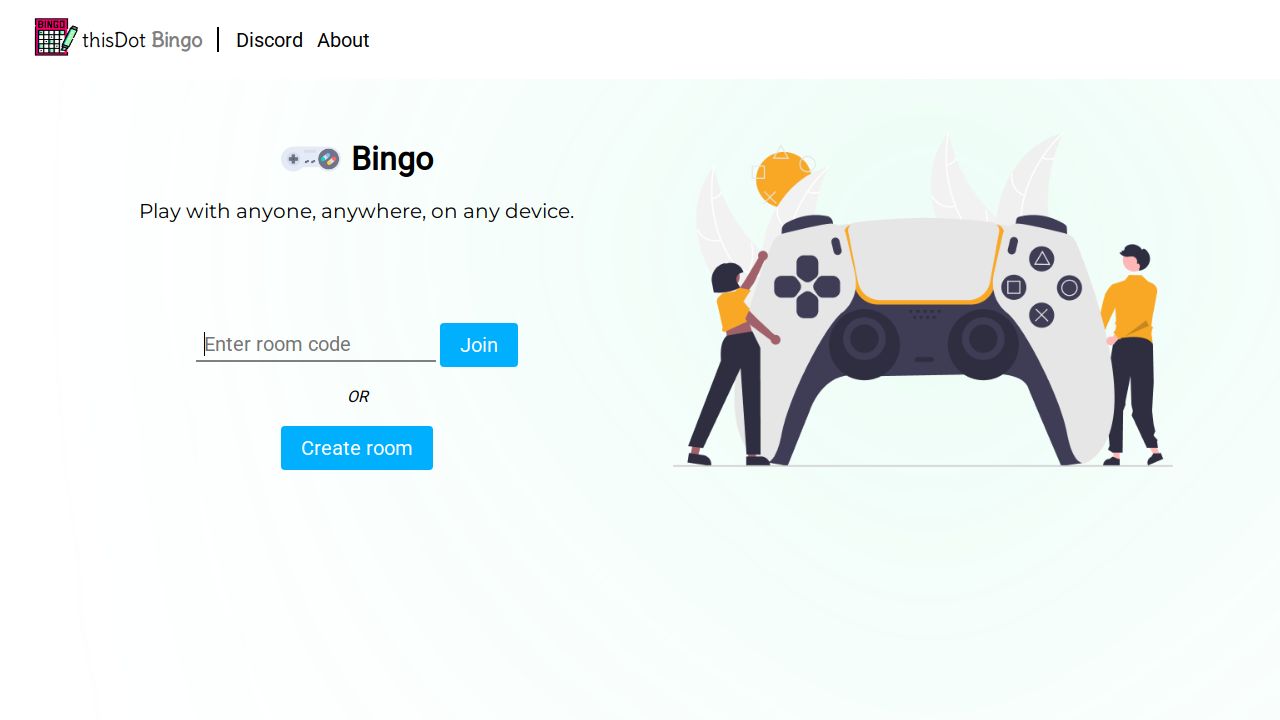 BINGO
thisDot Bingo
Discord
About
Bingo
Play with anyone, anywhere, on any device.
Enter room code
Join
OR
Create room